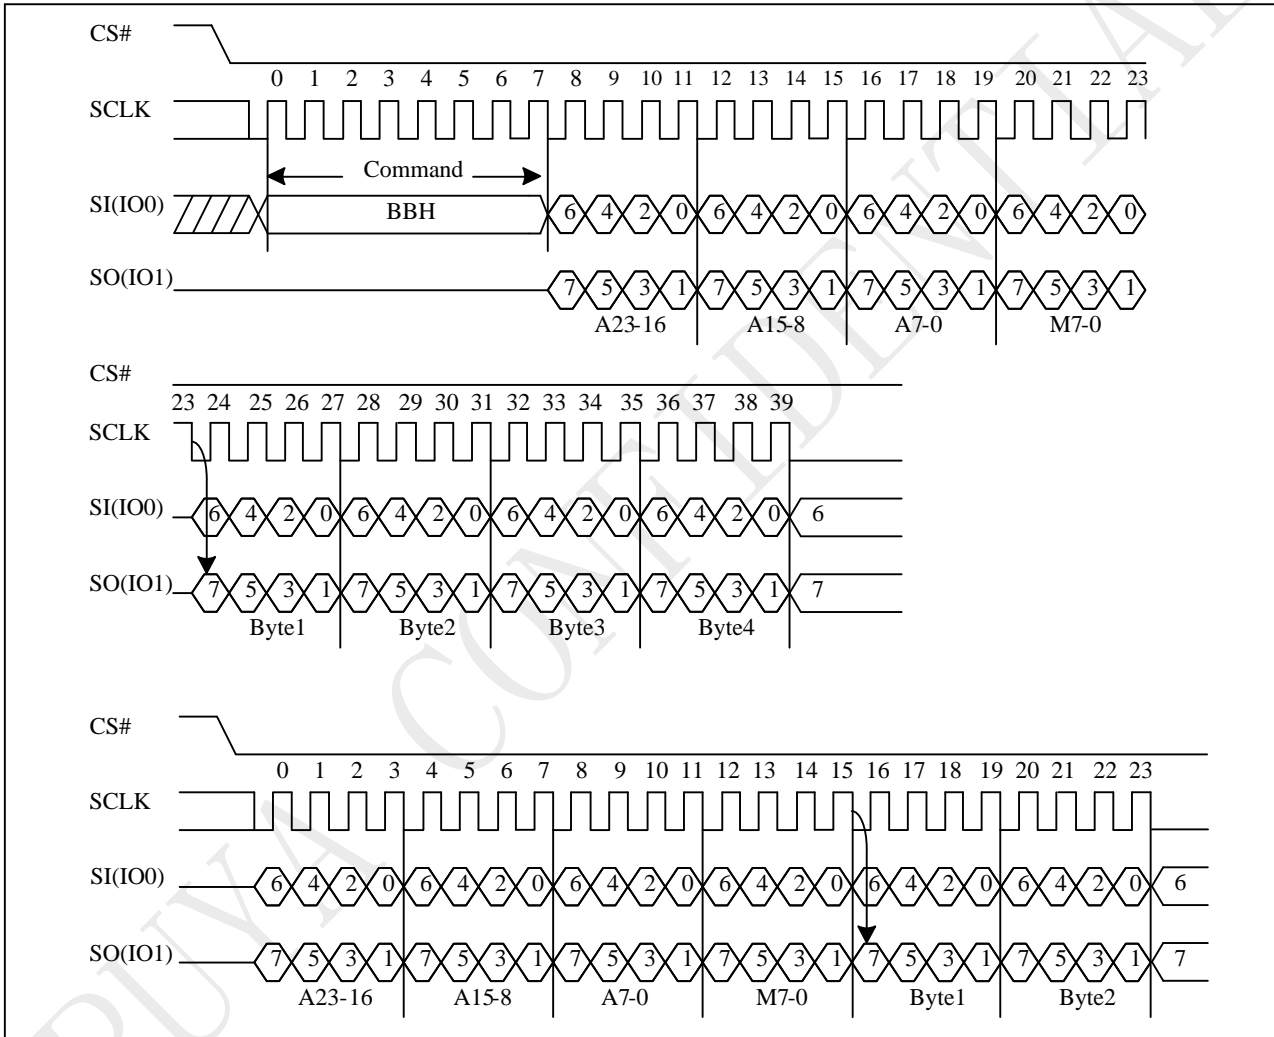 CS#
0 1 2 3 4 5 6 7 8 9 10 11 12 13 14 15 16 17 18 19 20 21 22 23
SCLK
Command
SI(IO0) BBH 6 4 2 0 6 4 2 0 6 4 2 0 6 4 2 0
SO(IO1) 7 5 3 1 7 5 3 1 7 5 3 1 7 5 3 1
A23-16 A15-8 A7-0 M7-0
CS#
23 24 25 26 27 28 29 30 31 32 33 34 35 36 37 38 39
SCLK
SI(IO0) 6 4 2 0 6 4 2 0 6 4 2 0 6 4 2 0 6
SO(IO1) 7 5 3 1 7 5 3 1 7 5 3 1 7 5 3 1 7
Byte1 Byte2 Byte3 Byte4
CS#
0 1 2 3 4 5 6 7 8 9 10 11 12 13 14 15 16 17 18 19 20 21 22 23
SCLK
SI(IO0) 6 4 2 0 6 4 2 0 6 4 2 0 6 4 2 0 6 4 2 0 6 4 2 0 6
SO(IO1) 7 5 3 1 7 5 3 1 7 5 3 1 7 5 3 1 7 5 3 1 7 5 3 1 7
A23-16 A15-8 A7-0 M7-0 Byte1 Byte2
PUYA CONFIDENTIAL